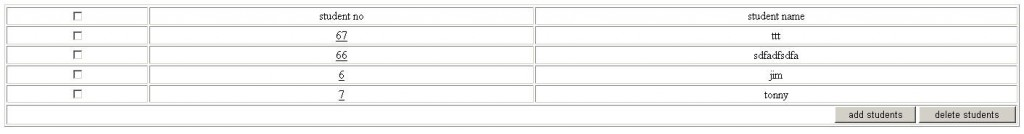 student no student name
67 ttt
66 sdfadfsdfa
6 jim
7 tonny
add students delete students